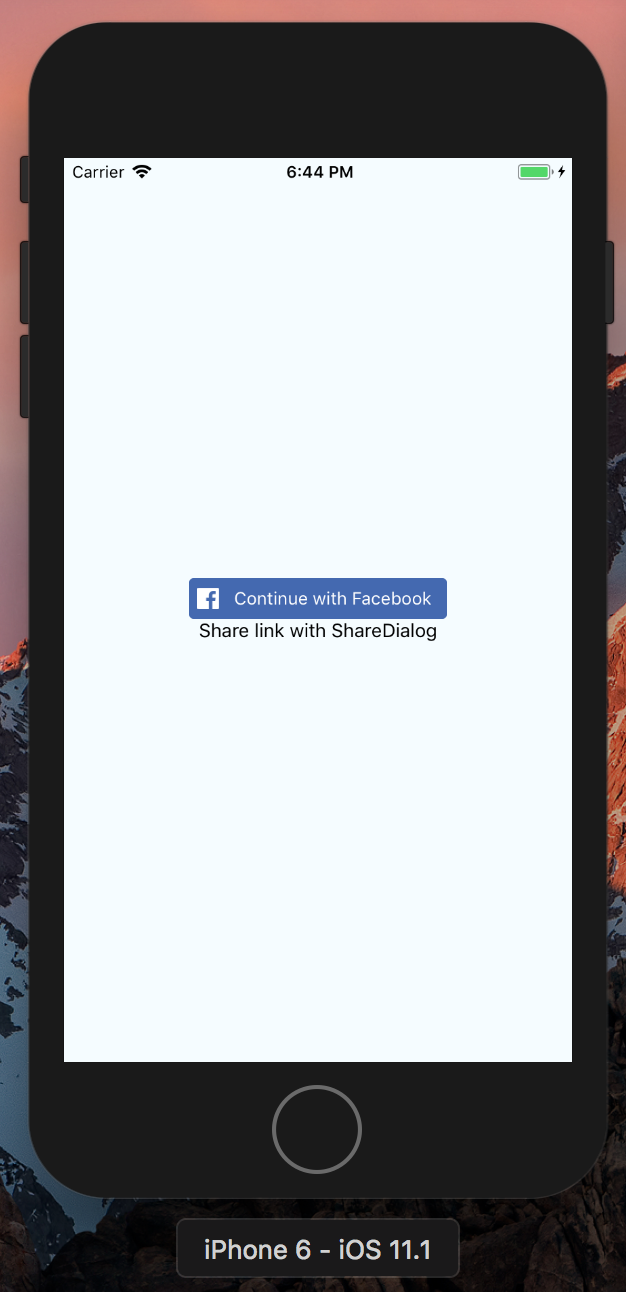 Carrier 6:44 PM
Continue with Facebook
Share link with ShareDialog
iPhone 6 - iOS 11.1